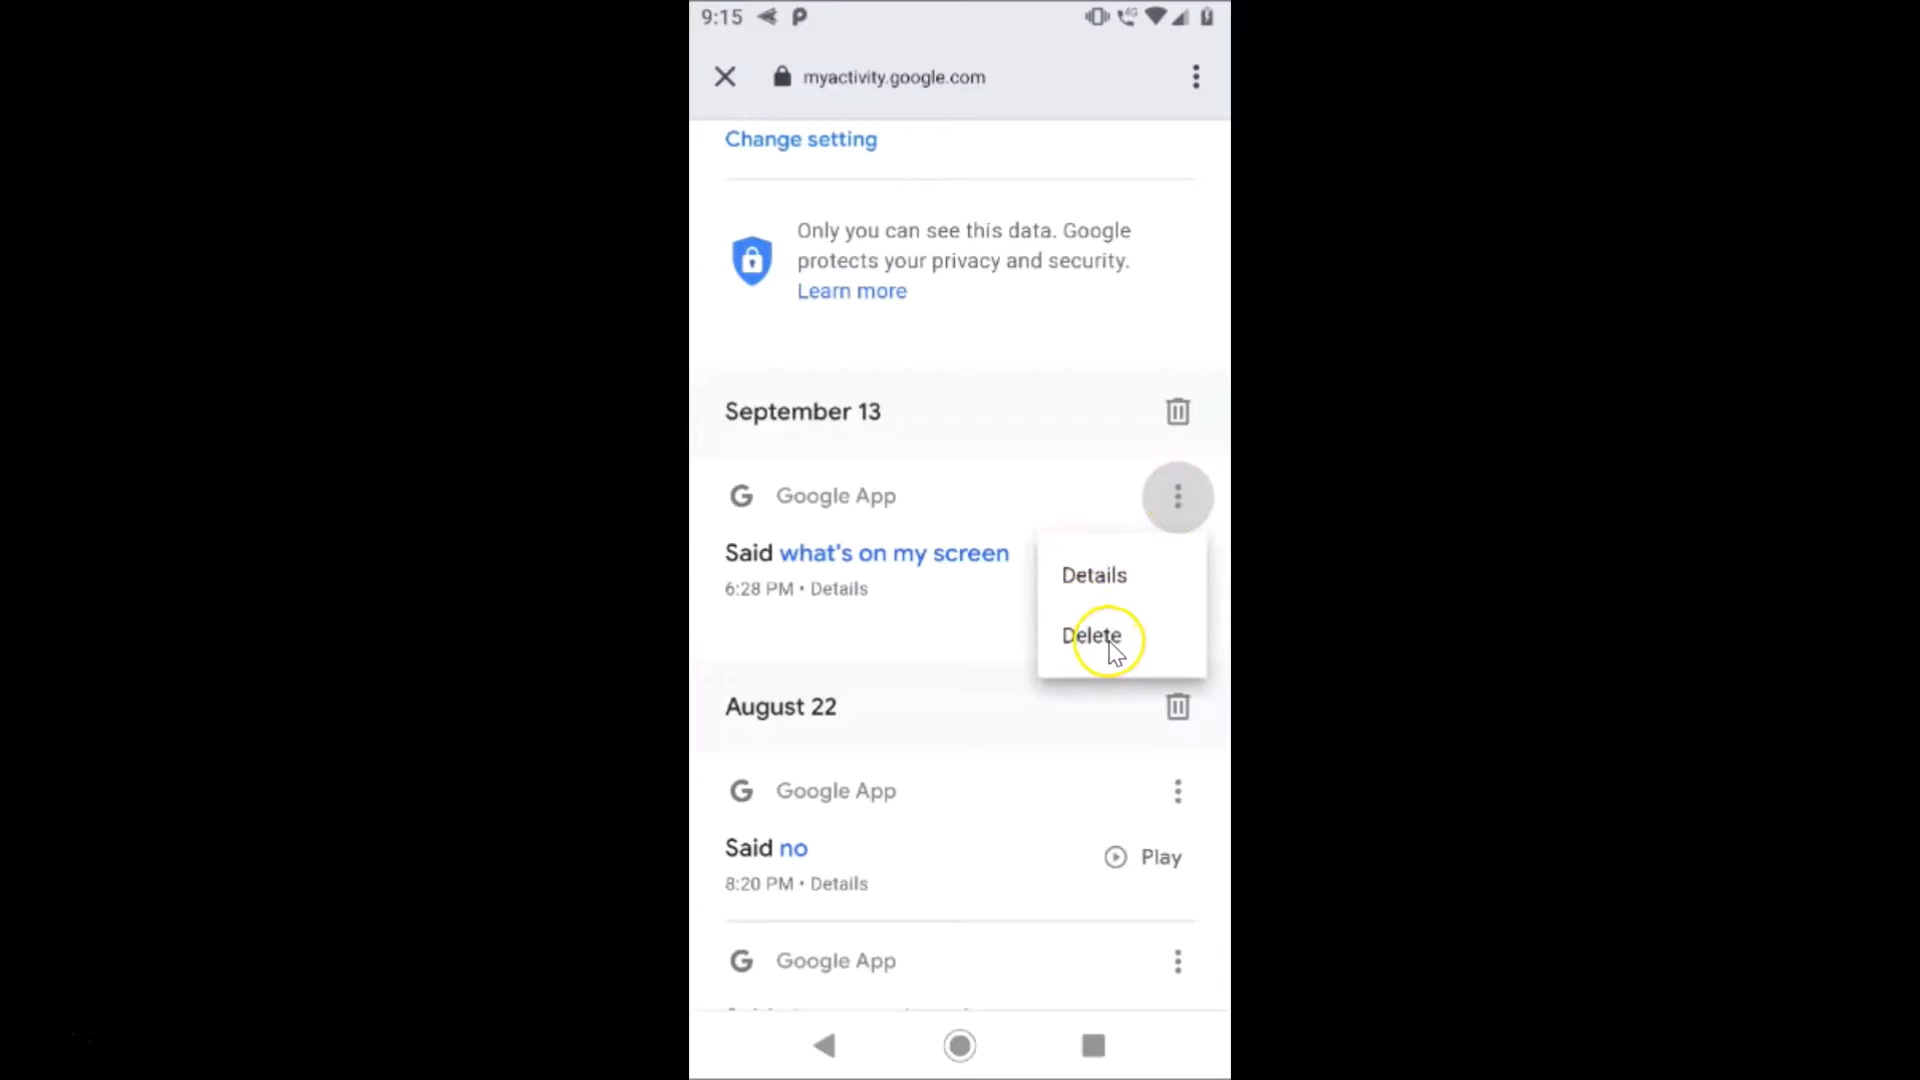 9:15
4G
myactivity.google.com
Change setting
Only you can see this data. Google
protects your privacy and security.
Learn more
September 13
G Google App
Said what's on my screen
6:28 PM • Details
Details
Delete
August 22
G Google App
Said no
8:20 PM • Details
Play
G Google App